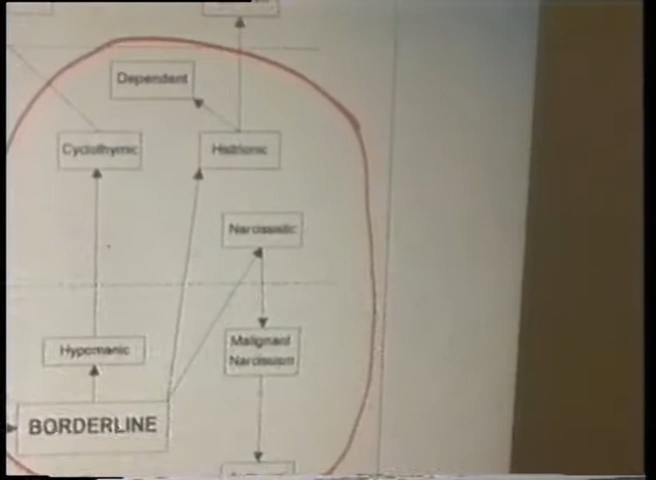 Dependent
Cyclothymic
Histrionic
Narcissistic
Malignant
Narcissism
Hypomanic
BORDERLINE